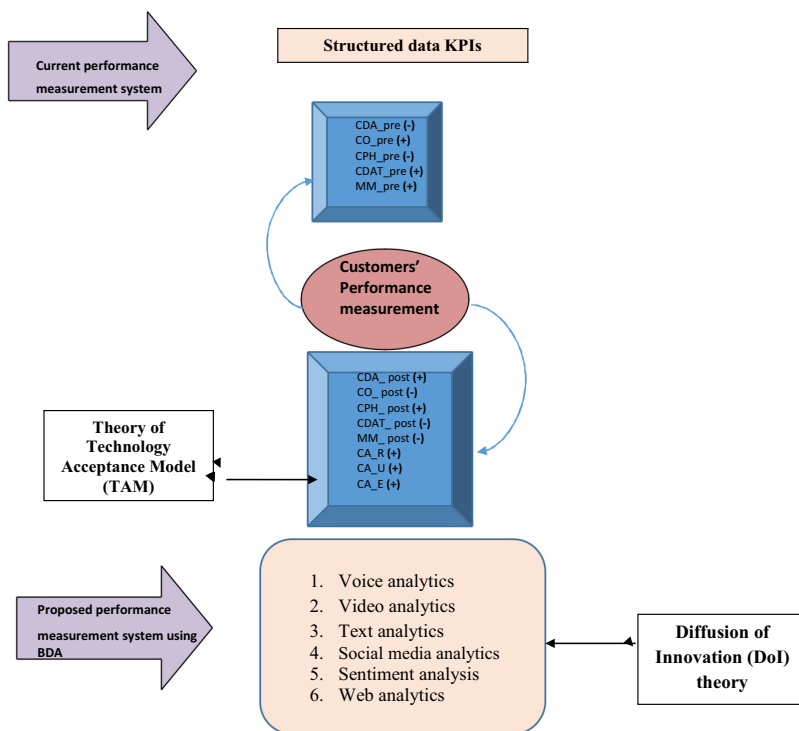 Structured data KPIs
Current performance
measurement system
CDA_pre (-)
CO_pre (+)
CPH_pre (-)
CDAT_pre (+)
MM_pre (+)
Customers’
Performance
measurement
CDA_ post (+)
CO_ post (-)
CPH_ post (+)
CDAT_ post (-)
MM_ post (-)
CA_R (+)
CA_U (+)
CA_E (+)
Theory of
Technology
Acceptance Model
(TAM)
1. Voice analytics
2. Video analytics
3. Text analytics
4. Social media analytics
5. Sentiment analysis
6. Web analytics
Proposed performance
measurement system using
BDA
Diffusion of
Innovation (DoI)
theory